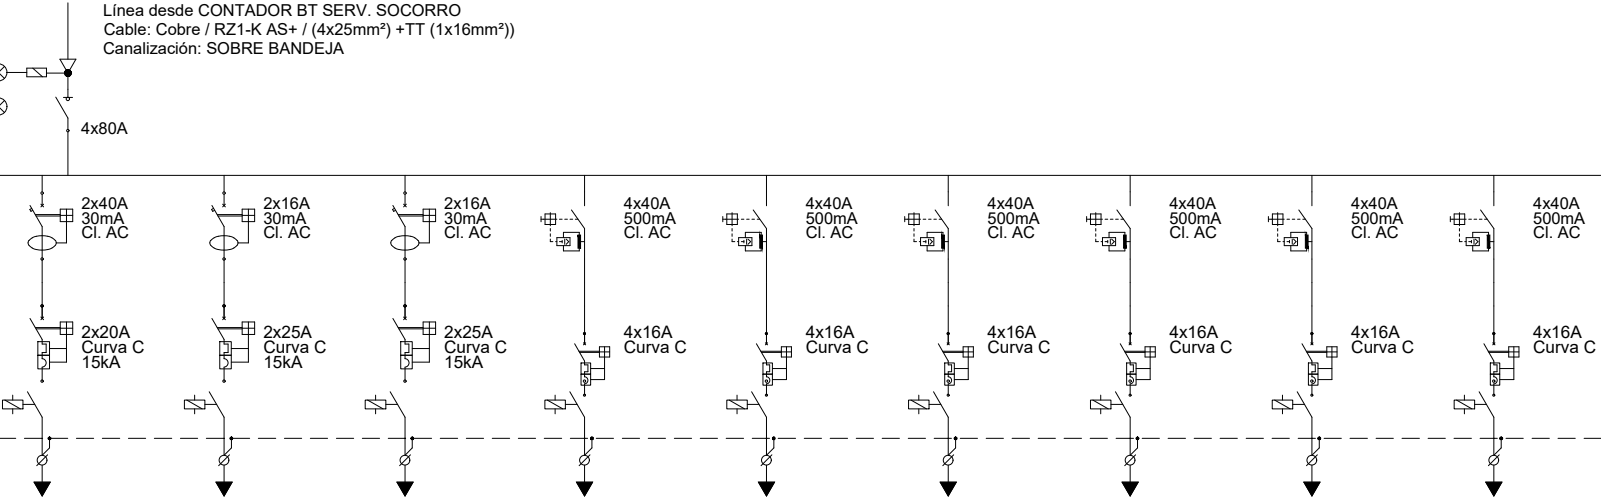 Línea desde CONTADOR BT SERV. SOCORRO
Cable: Cobre / RZ1-K AS+ / (4x25mm²) +TT (1x16mm²))
Canalización: SOBRE BANDEJA
4x80A
2x40A
30mA
Cl. AC
2x16A
30mA
Cl. AC
2x16A
30mA
Cl. AC
4x40A
500mA
Cl. AC
4x40A
500mA
Cl. AC
4x40A
500mA
Cl. AC
4x40A
500mA
Cl. AC
4x40A
500mA
Cl. AC
4x40A
500mA
Cl. AC
2x20A
Curva C
15kA
2x25A
Curva C
15kA
2x25A
Curva C
15kA
4x16A
Curva C
4x16A
Curva C
4x16A
Curva C
4x16A
Curva C
4x16A
Curva C
4x16A
Curva C